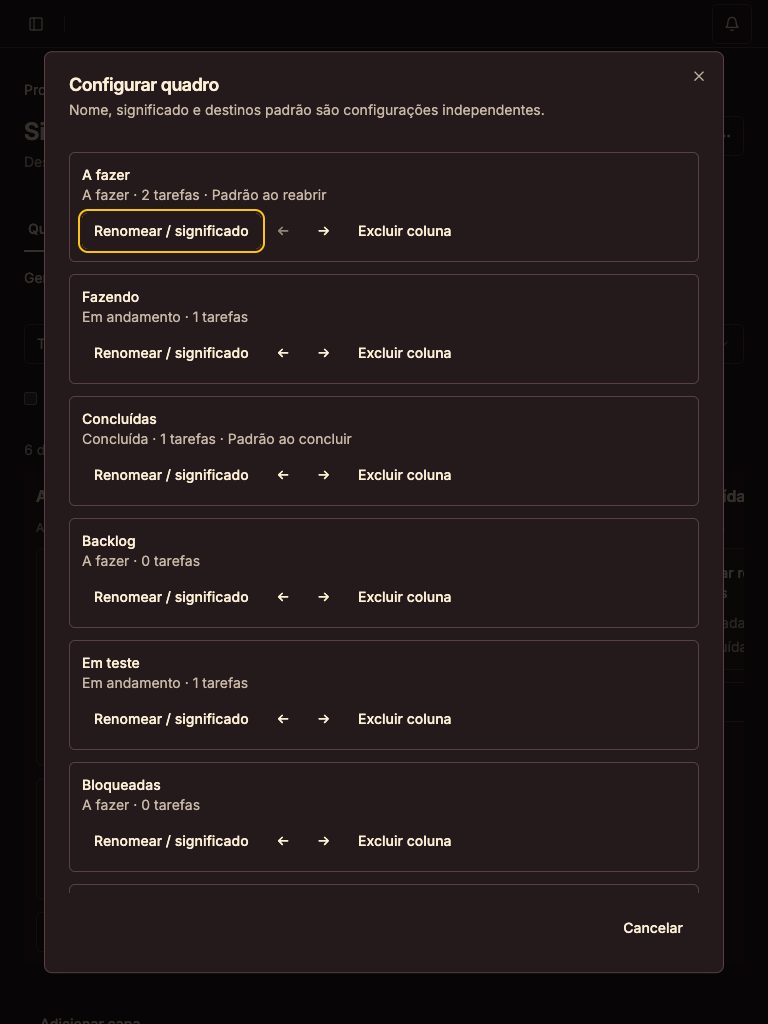 Configurar quadro
Nome, significado e destinos padrão são configurações independentes.
A fazer
A fazer · 2 tarefas · Padrão ao reabrir
Renomear / significado ← → Excluir coluna
Fazendo
Em andamento · 1 tarefas
Renomear / significado ← → Excluir coluna
Concluídas
Concluída · 1 tarefas · Padrão ao concluir
Renomear / significado ← → Excluir coluna
Backlog
A fazer · 0 tarefas
Renomear / significado ← → Excluir coluna
Em teste
Em andamento · 1 tarefas
Renomear / significado ← → Excluir coluna
Bloqueadas
A fazer · 0 tarefas
Renomear / significado ← → Excluir coluna
Cancelar